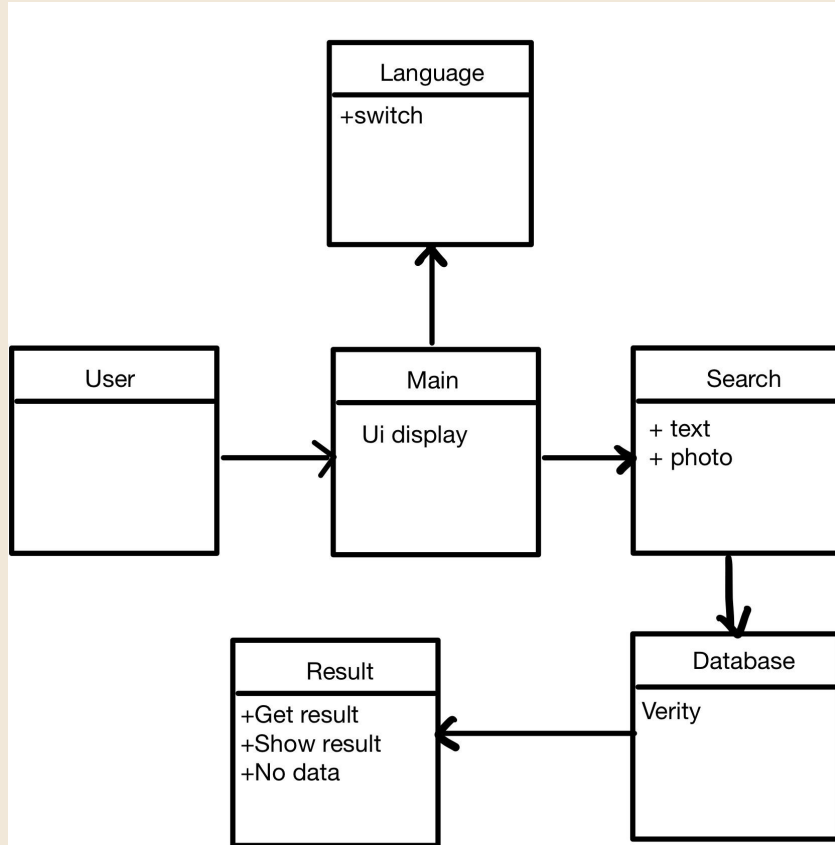 Language
+switch
User
Main
Ui display
Search
+ text
+ photo
Result
+Get result
+Show result
+No data
Database
Verity